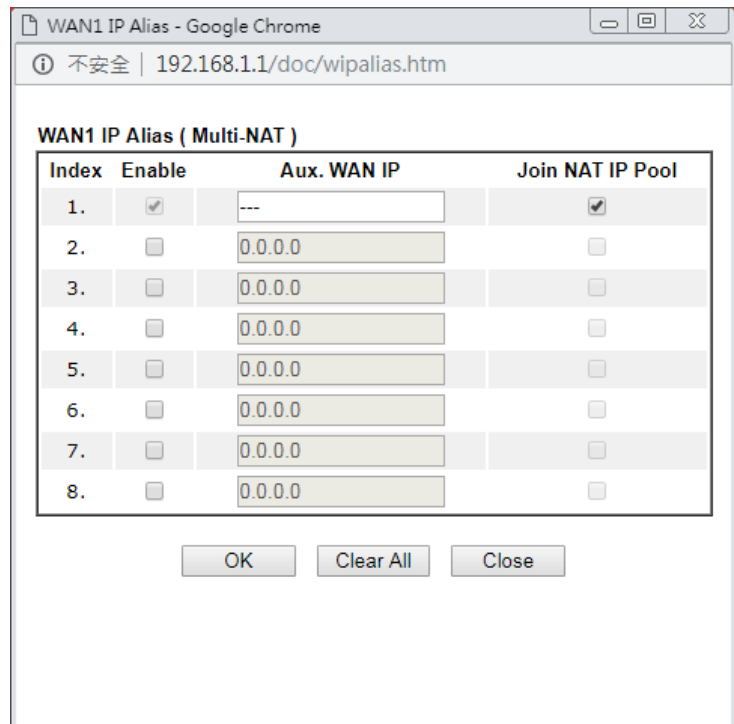 WAN1 IP Alias - Google Chrome
不安全 | 192.168.1.1/doc/wipalias.htm
WAN1 IP Alias ( Multi-NAT )
Index Enable Aux. WAN IP Join NAT IP Pool
1. ---
2. 0.0.0.0
3. 0.0.0.0
4. 0.0.0.0
5. 0.0.0.0
6. 0.0.0.0
7. 0.0.0.0
8. 0.0.0.0
OK Clear All Close